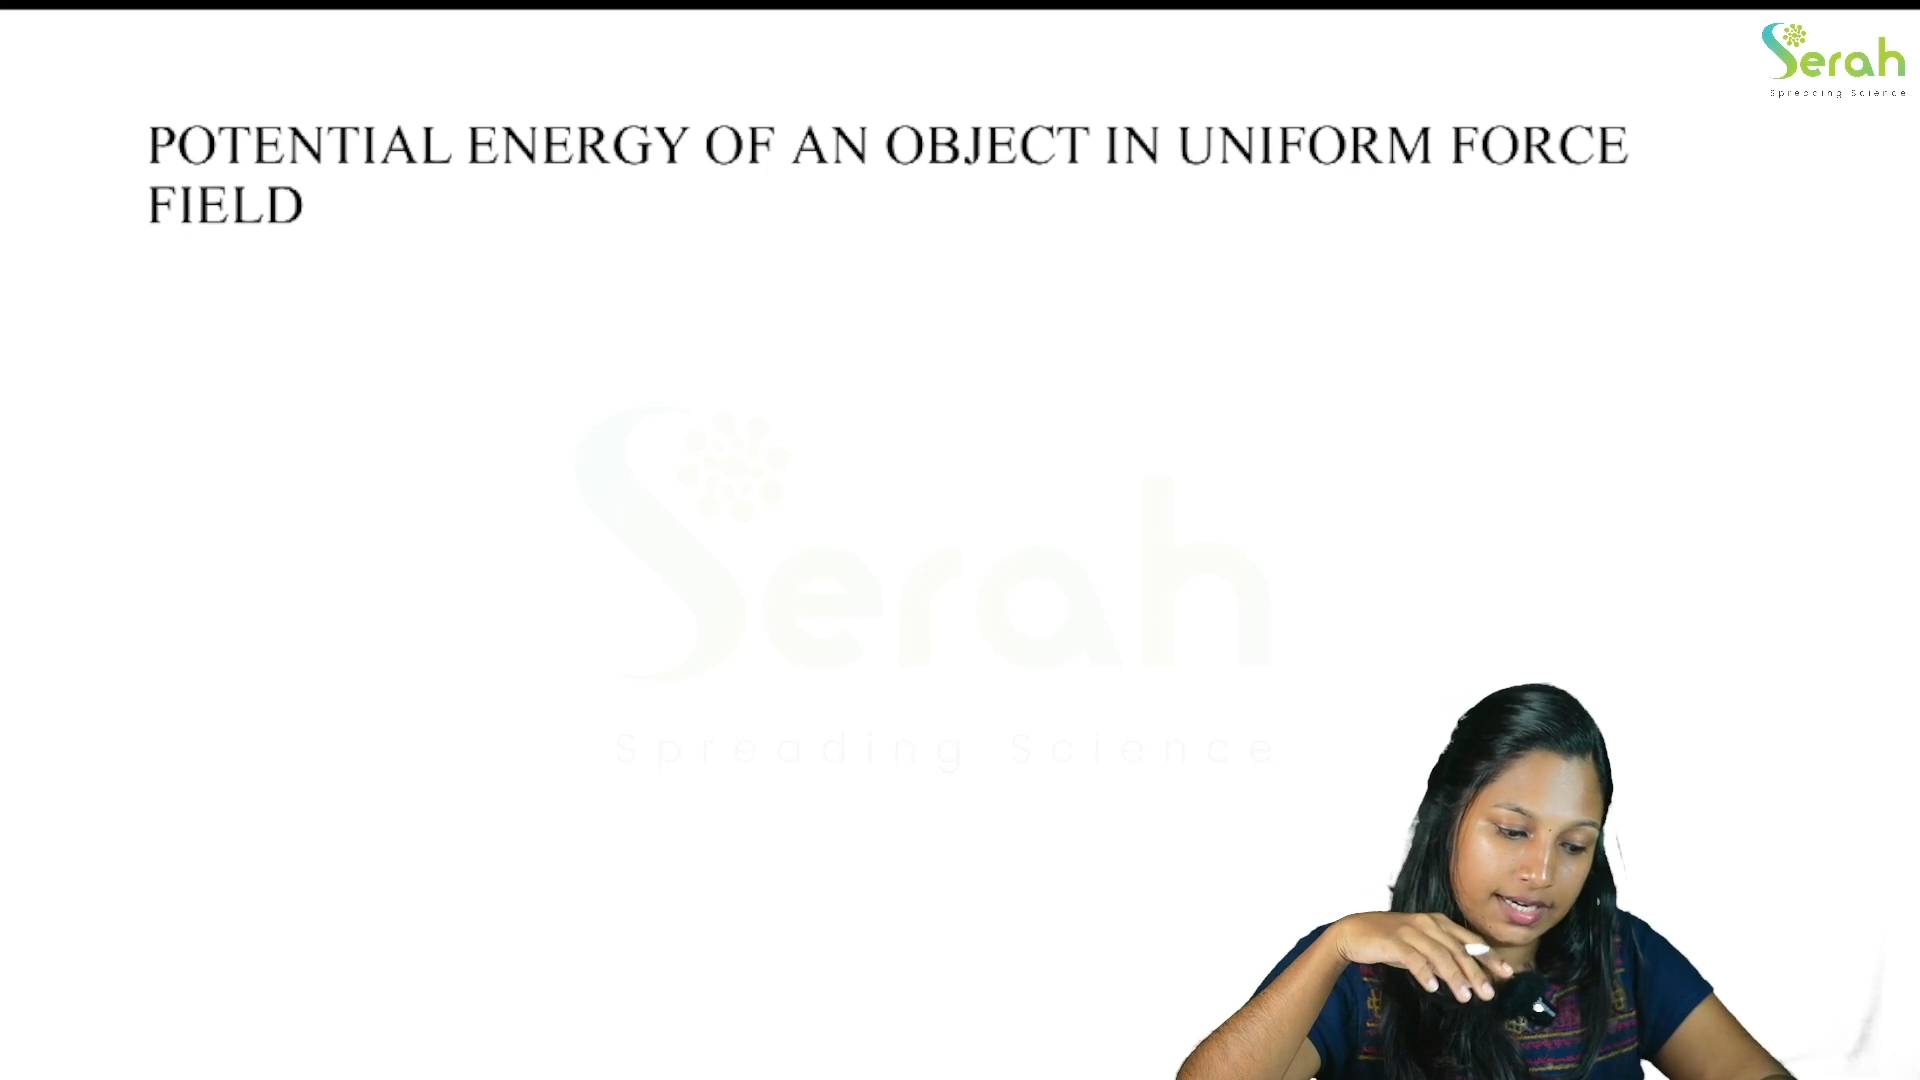 Serah
Spreading Science
POTENTIAL ENERGY OF AN OBJECT IN UNIFORM FORCE
FIELD
Serah
Spreading Science